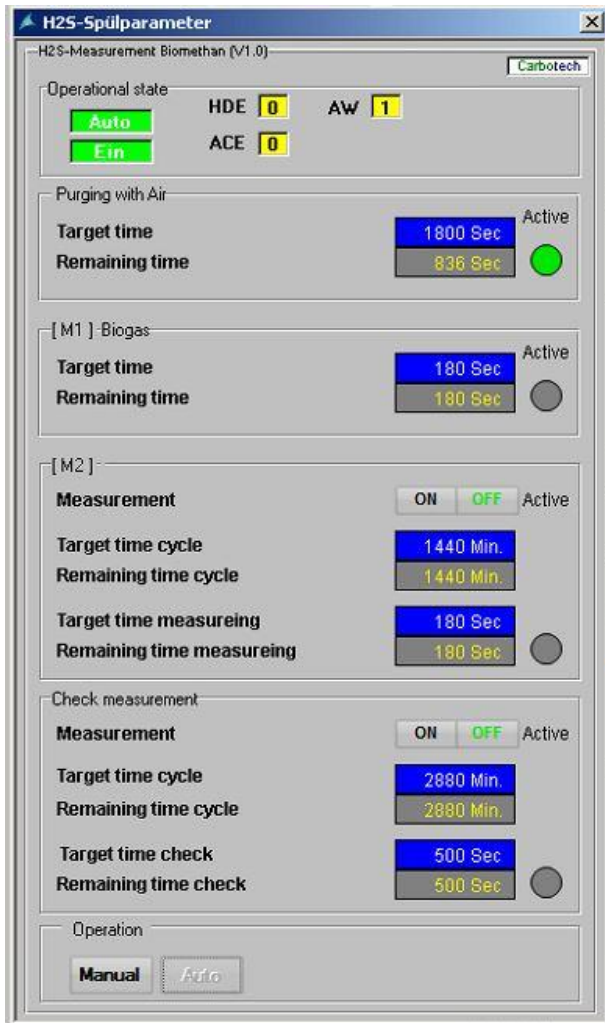 H2S-Spülparameter
H2S-Measurement Biomethan (V1.0)
Carbotech
Operational state
Auto HDE 0 AW 1
Ein ACE 0
Purging with Air
Active
Target time 1800 Sec
Remaining time 836 Sec
[ M1 ] Biogas
Active
Target time 180 Sec
Remaining time 180 Sec
[ M2 ]
Measurement ON OFF Active
Target time cycle 1440 Min.
Remaining time cycle 1440 Min.
Target time measureing 180 Sec
Remaining time measureing 180 Sec
Check measurement
Measurement ON OFF Active
Target time cycle 2880 Min.
Remaining time cycle 2880 Min.
Target time check 500 Sec
Remaining time check 500 Sec
Operation
Manual Auto